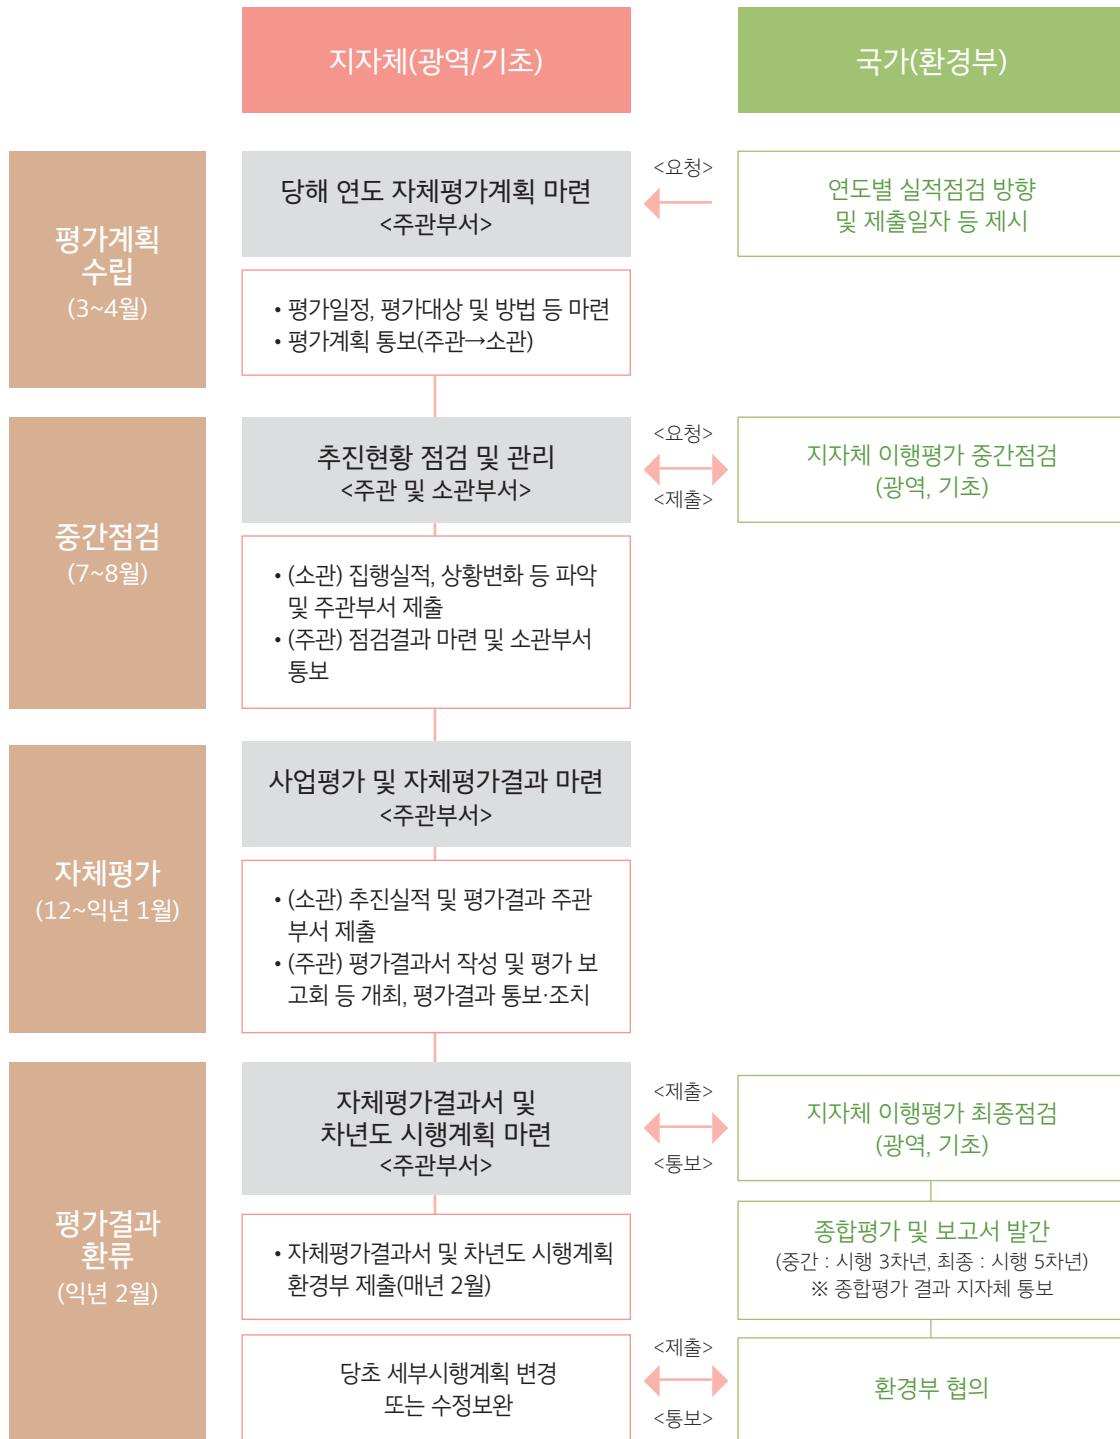 지자체(광역/기초)
국가(환경부)
평가계획
수립
(3~4월)
당해 연도 자체평가계획 마련
<주관부서>
<요청>
연도별 실적점검 방향
및 제출일자 등 제시
• 평가일정, 평가대상 및 방법 등 마련
• 평가계획 통보(주관→소관)
중간점검
(7~8월)
추진현황 점검 및 관리
<주관 및 소관부서>
<요청>
<제출>
지자체 이행평가 중간점검
(광역, 기초)
• (소관) 집행실적, 상황변화 등 파악
및 주관부서 제출
• (주관) 점검결과 마련 및 소관부서
통보
자체평가
(12~익년 1월)
사업평가 및 자체평가결과 마련
<주관부서>
• (소관) 추진실적 및 평가결과 주관
부서 제출
• (주관) 평가결과서 작성 및 평가 보
고회 등 개최, 평가결과 통보·조치
평가결과
환류
(익년 2월)
자체평가결과서 및
차년도 시행계획 마련
<주관부서>
<제출>
<통보>
지자체 이행평가 최종점검
(광역, 기초)
• 자체평가결과서 및 차년도 시행계획
환경부 제출(매년 2월)
종합평가 및 보고서 발간
(중간 : 시행 3차년, 최종 : 시행 5차년)
※ 종합평가 결과 지자체 통보
당초 세부시행계획 변경
또는 수정보완
<제출>
<통보>
환경부 협의